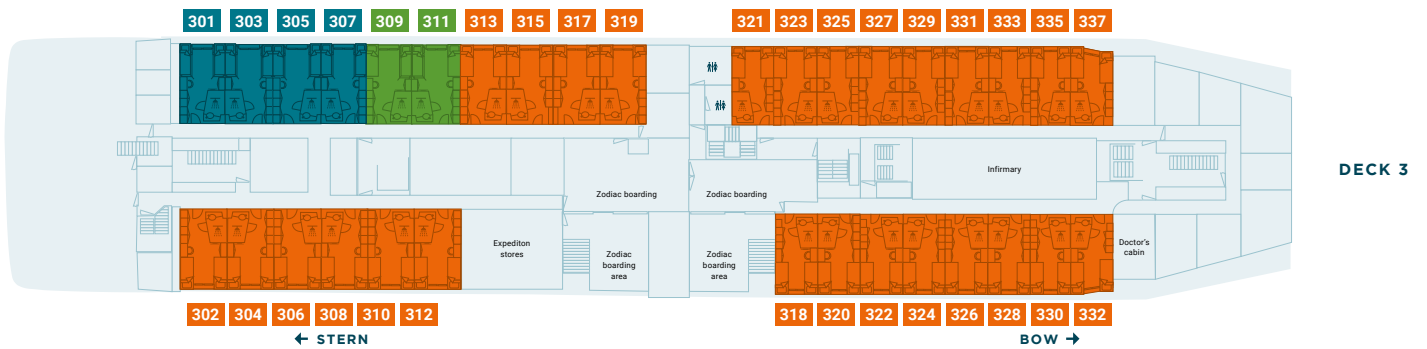 301 303 305 307 309 311 313 315 317 319 321 323 325 327 329 331 333 335 337
Infirmary
DECK 3
Zodiac boarding Zodiac boarding
Expediton
stores
Zodiac
boarding
area
Zodiac
boarding
area
Doctor's
cabin
302 304 306 308 310 312 318 320 322 324 326 328 330 332
← STERN BOW →